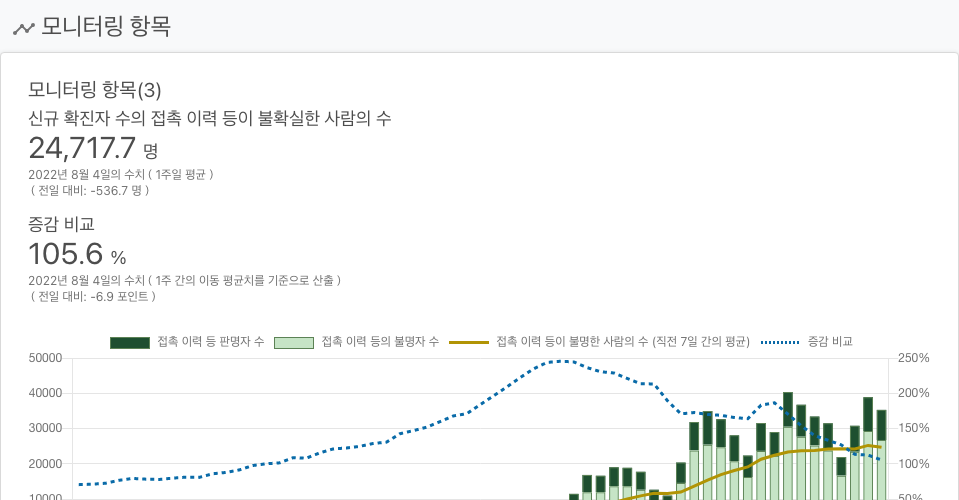 모니터링 항목
모니터링 항목(3)
신규 확진자 수의 접촉 이력 등이 불확실한 사람의 수
24,717.7 명
2022년 8월 4일의 수치 ( 1주일 평균 )
( 전일 대비: -536.7 명 )
증감 비교
105.6 %
2022년 8월 4일의 수치 ( 1주 간의 이동 평균치를 기준으로 산출 )
( 전일 대비: -6.9 포인트 )
접촉 이력 등 판명자 수 접촉 이력 등의 불명자 수 접촉 이력 등이 불명한 사람의 수 (직전 7일 간의 평균) 증감 비교
50000 250%
40000 200%
30000 150%
20000 100%
10000 50%